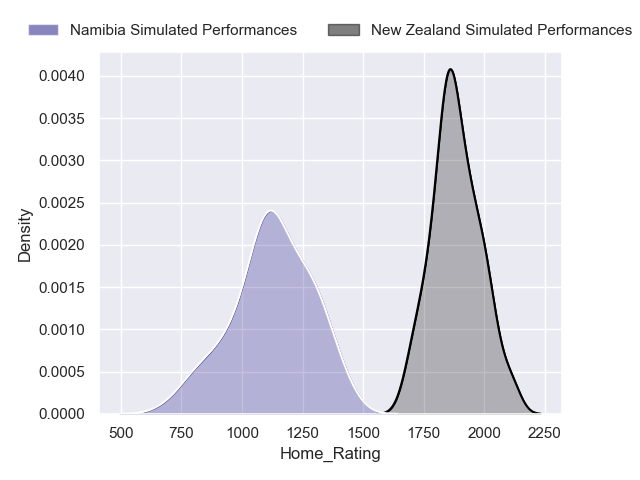 Namibia Simulated Performances
New Zealand Simulated Performances
0.0040
0.0035
0.0030
0.0025
0.0020
0.0015
0.0010
0.0005
0.0000
Density
500 750 1000 1250 1500 1750 2000 2250
Home_Rating